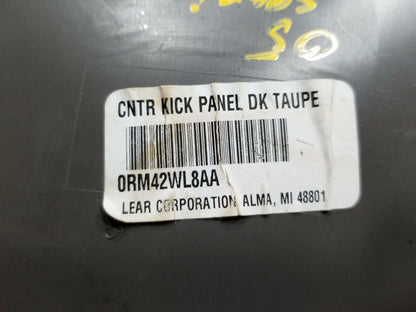 CNTR KICK PANEL DK TAUPE
0RM42WL8AA
LEAR CORPORATION ALMA, MI 48801